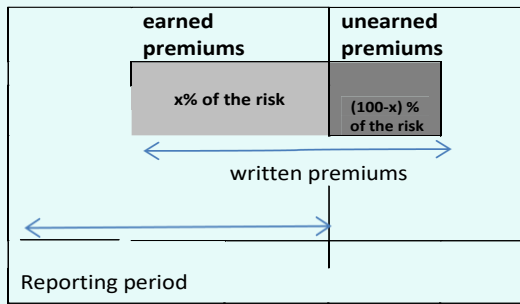 earned
premiums
unearned
premiums
x% of the risk
(100-x) %
of the risk
written premiums
Reporting period